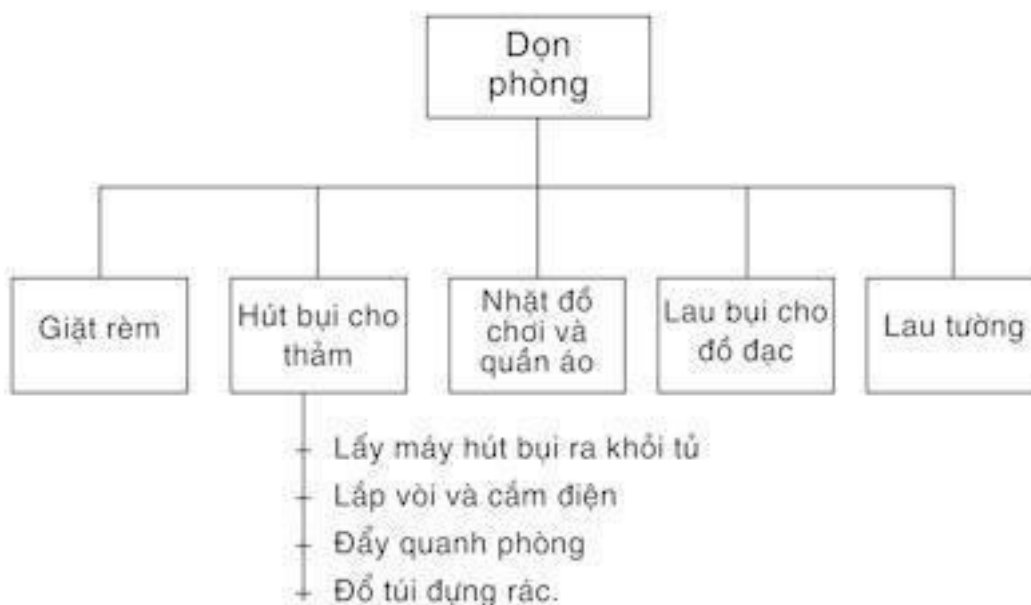 Dọn
phòng
Giặt rèm
Hút bụi cho
thảm
Nhặt đồ
chơi và
quần áo
Lau bụi cho
đồ đạc
Lau tường
Lấy máy hút bụi ra khỏi tủ
Lắp vòi và cắm điện
Đẩy quanh phòng
Đổ túi đựng rác.